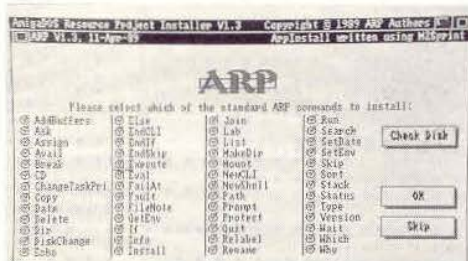 AmigaDOS Resource Project Installer V1.3 Copyright © 1989 ARP Authors
ARP V1.3, 11-Apr-89 ArpInstall written using M2Sprint
ARP
Please select which of the standard ARP commands to install:
AddBuffers Else Join Run
Ask EndCLI Lab Search
Assign EndIf List SetDate
Avail EndSkip MakeDir SetEnv
Break Execute Mount Skip
CD Eval NewCLI Sort
ChangeTaskPri FailAt NewShell Stack
Copy Fault Path Status
Date FileNote Prompt Type
Delete GetEnv Protect Version
Dir If Quit Wait
DiskChange Info Relabel Which
Echo Install Rename Why
Check Disk
OK
Skip